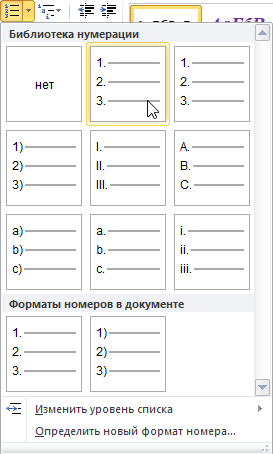 Библиотека нумерации
нет
1.
2.
3.
1.
2.
3.
1)
2)
3)
I.
II.
III.
A.
B.
C.
a)
b)
c)
a.
b.
c.
i.
ii.
iii.
Форматы номеров в документе
1.
2.
3.
1)
2)
3)
Изменить уровень списка
Определить новый формат номера...